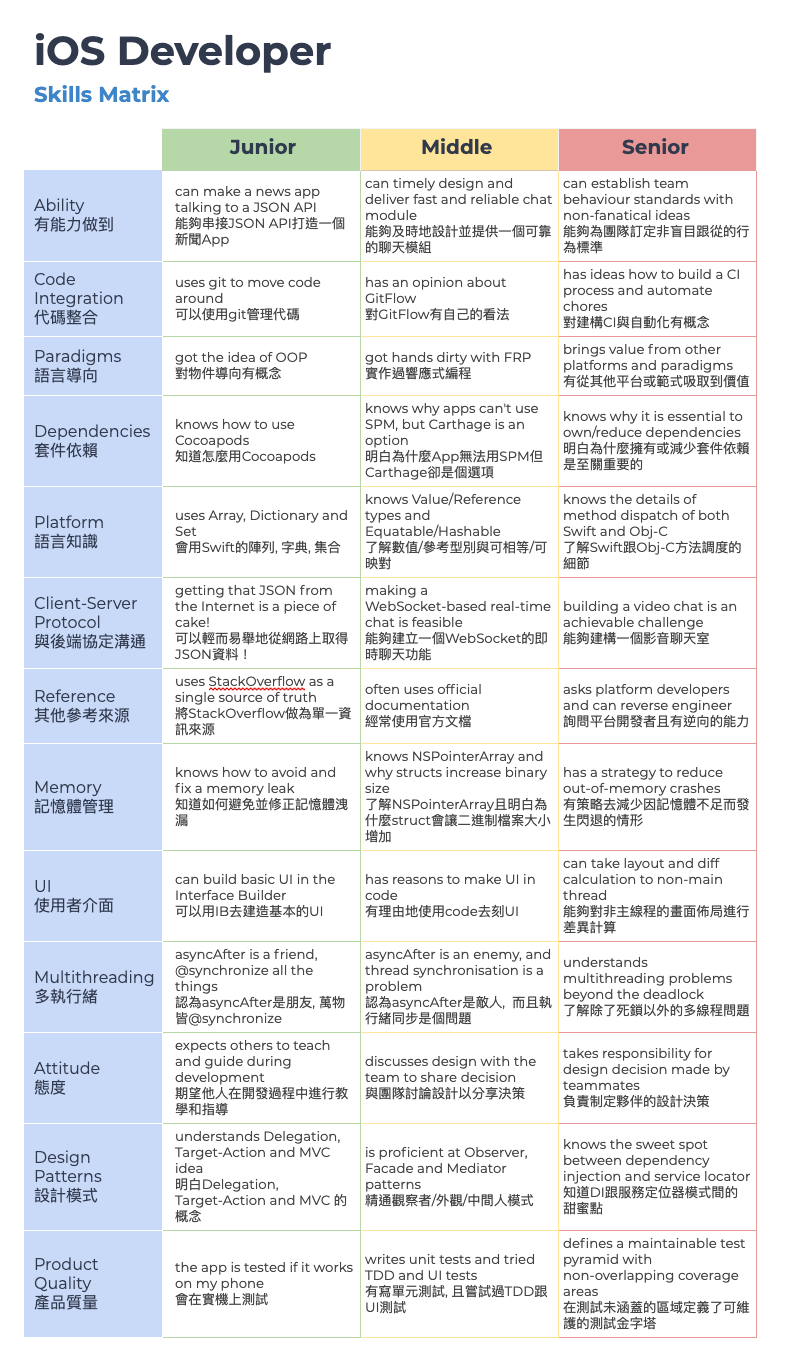 iOS Developer
Skills Matrix
Junior
Middle
Senior
Ability
有能力做到
can make a news app
talking to a JSON API
能夠串接JSON API打造一個
新聞App
can timely design and
deliver fast and reliable chat
module
能夠及時地設計並提供一個可靠
的聊天模組
can establish team
behaviour standards with
non-fanatical ideas
能夠為團隊訂定非盲目跟從的行
為標準
Code
Integration
代碼整合
uses git to move code
around
可以使用git管理代碼
has an opinion about
GitFlow
對GitFlow有自己的看法
has ideas how to build a CI
process and automate
chores
對建構CI與自動化有概念
Paradigms
語言導向
got the idea of OOP
對物件導向有概念
got hands dirty with FRP
實作過響應式編程
brings value from other
platforms and paradigms
有從其他平台或範式吸取到價值
Dependencies
套件依賴
knows how to use
Cocoapods
知道怎麼用Cocoapods
knows why apps can't use
SPM, but Carthage is an
option
明白為什麼App無法用SPM但
Carthage卻是個選項
knows why it is essential to
own/reduce dependencies
明白為什麼擁有或減少套件依賴
是至關重要的
Platform
語言知識
uses Array, Dictionary and
Set
會用Swift的陣列, 字典, 集合
knows Value/Reference
types and
Equatable/Hashable
了解數值/參考型別與可相等/可
映對
knows the details of
method dispatch of both
Swift and Obj-C
了解Swift跟Obj-C方法調度的
細節
Client-Server
Protocol
與後端協定溝通
getting that JSON from
the Internet is a piece of
cake!
可以輕而易舉地從網路上取得
JSON資料！
making a
WebSocket-based real-time
chat is feasible
能夠建立一個WebSocket的即
時聊天功能
building a video chat is an
achievable challenge
能夠建構一個影音聊天室
Reference
其他參考來源
uses StackOverflow as a
single source of truth
將StackOverflow做為單一資
訊來源
often uses official
documentation
經常使用官方文檔
asks platform developers
and can reverse engineer
詢問平台開發者且有逆向的能力
Memory
記憶體管理
knows how to avoid and
fix a memory leak
知道如何避免並修正記憶體洩
漏
knows NSPointerArray and
why structs increase binary
size
了解NSPointerArray且明白為
什麼struct會讓二進制檔案大小
增加
has a strategy to reduce
out-of-memory crashes
有策略去減少因記憶體不足而發
生閃退的情形
UI
使用者介面
can build basic UI in the
Interface Builder
可以用IB去建造基本的UI
has reasons to make UI in
code
有理由地使用code去刻UI
can take layout and diff
calculation to non-main
thread
能夠對非主線程的畫面佈局進行
差異計算
Multithreading
多執行緒
asyncAfter is a friend,
@synchronize all the
things
認為asyncAfter是朋友, 萬物
皆@synchronize
asyncAfter is an enemy, and
thread synchronisation is a
problem
認為asyncAfter是敵人, 而且執
行緒同步是個問題
understands
multithreading problems
beyond the deadlock
了解除了死鎖以外的多線程問題
Attitude
態度
expects others to teach
and guide during
development
期望他人在開發過程中進行教
學和指導
discusses design with the
team to share decision
與團隊討論設計以分享決策
takes responsibility for
design decision made by
teammates
負責制定夥伴的設計決策
Design
Patterns
設計模式
understands Delegation,
Target-Action and MVC
idea
明白Delegation,
Target-Action and MVC 的
概念
is proficient at Observer,
Facade and Mediator
patterns
精通觀察者/外觀/中間人模式
knows the sweet spot
between dependency
injection and service locator
知道DI跟服務定位器模式間的
甜蜜點
Product
Quality
產品質量
the app is tested if it works
on my phone
會在實機上測試
writes unit tests and tried
TDD and UI tests
有寫單元測試, 且嘗試過TDD跟
UI測試
defines a maintainable test
pyramid with
non-overlapping coverage
areas
在測試未涵蓋的區域定義了可維
護的測試金字塔